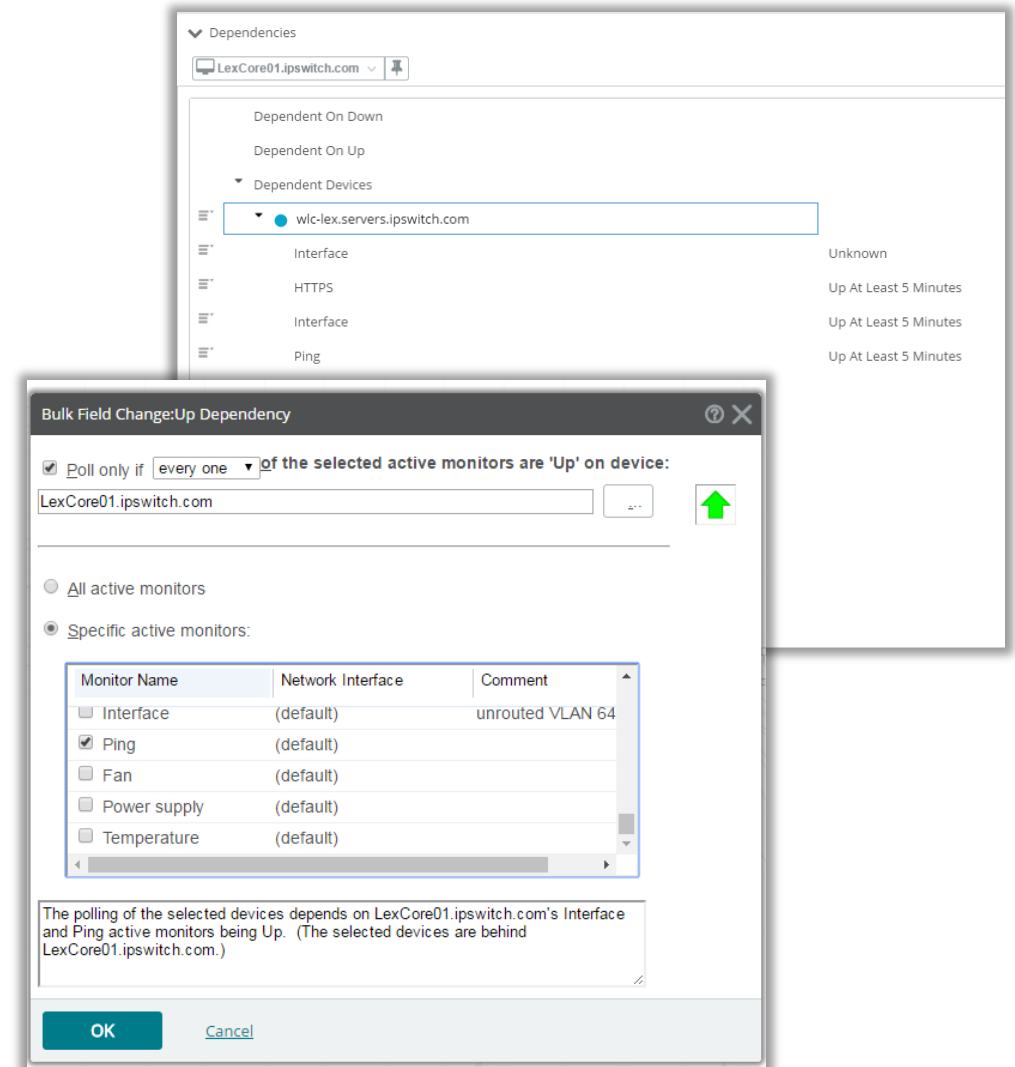 Dependencies
LexCore01.ipswitch.com
Dependent On Down
Dependent On Up
Dependent Devices
wlc-lex.servers.ipswitch.com
Interface Unknown
HTTPS Up At Least 5 Minutes
Interface Up At Least 5 Minutes
Ping Up At Least 5 Minutes
Bulk Field Change:Up Dependency
Poll only if every one of the selected active monitors are 'Up' on device:
LexCore01.ipswitch.com ...
All active monitors
Specific active monitors:
Monitor Name Network Interface Comment
Interface (default) unrouted VLAN 64
Ping (default)
Fan (default)
Power supply (default)
Temperature (default)
The polling of the selected devices depends on LexCore01.ipswitch.com's Interface
and Ping active monitors being Up. (The selected devices are behind
LexCore01.ipswitch.com.)
OK Cancel